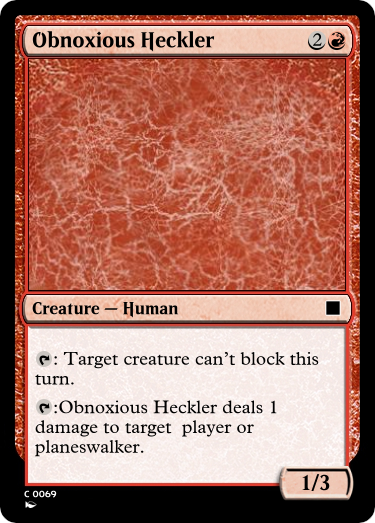 Obnoxious Heckler 2
Creature — Human
: Target creature can't block this
turn.
:Obnoxious Heckler deals 1
damage to target  player or
planeswalker.
1/3
C 0069